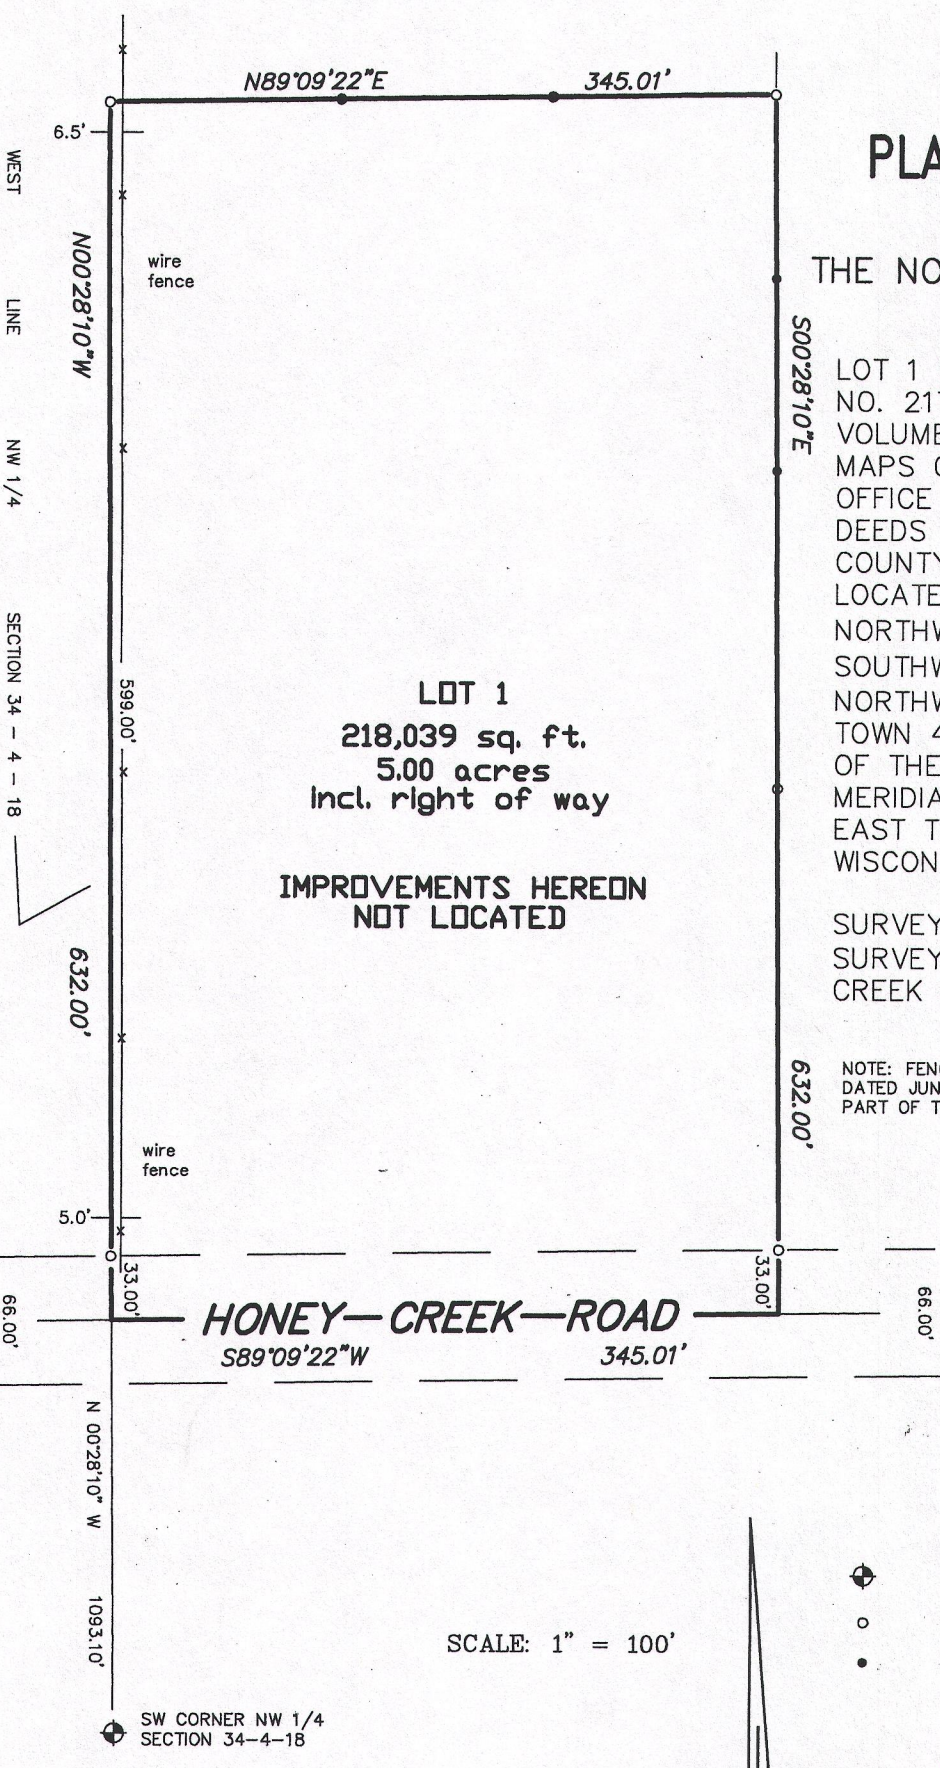 N89°09'22"E 345.01'
6.5'
WEST LINE NW 1/4 SECTION 34 - 4 - 18
N00°28'10"W
632.00'
599.00'
wire
fence
S00°28'10"E
632.00'
LOT 1
218,039 sq. ft.
5.00 acres
incl. right of way
IMPROVEMENTS HEREON
NOT LOCATED
wire
fence
5.0'
33.00'
33.00'
66.00'
66.00'
HONEY CREEK ROAD
S89°09'22"W 345.01'
N 00°28'10" W 1093.10'
SCALE: 1" = 100'
SW CORNER NW 1/4
SECTION 34-4-18
PLA
THE NO
LOT 1
NO. 217
VOLUME
MAPS
OFFICE
DEEDS
COUNTY
LOCATE
NORTHW
SOUTHW
NORTHW
TOWN 4
OF THE
MERIDIA
EAST T
WISCON
SURVEY
SURVEY
CREEK
NOTE: FEN
DATED JUN
PART OF T